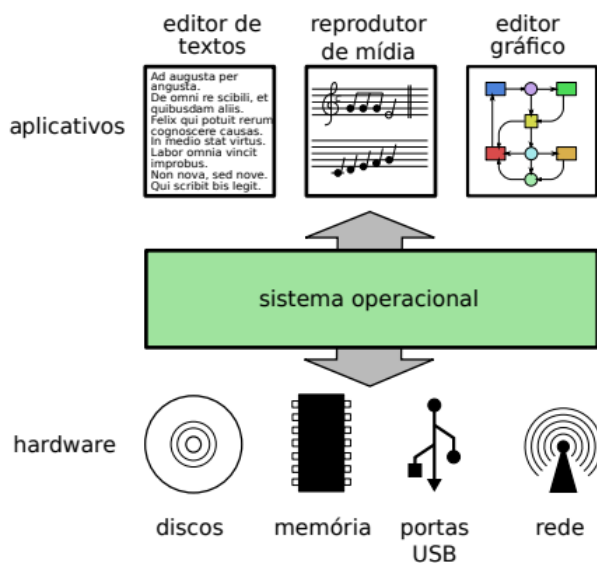 editor de
textos
reprodutor
de mídia
editor
gráfico
aplicativos
Ad augusta per
angusta.
De omni re scibili, et
quibusdam aliis.
Felix qui potuit rerum
cognoscere causas.
In medio stat virtus.
Labor omnia vincit
improbus.
Non nova, sed nove.
Qui scribit bis legit.
sistema operacional
hardware
discos
memória
portas
USB
rede